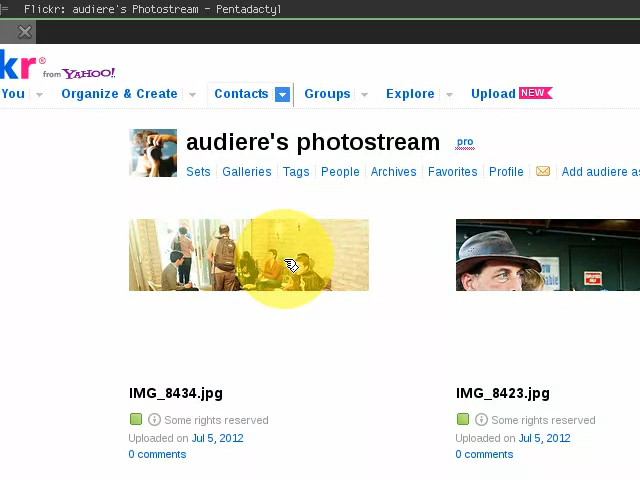 Flickr: audiere's Photostream - Pentadactyl
kr® from YAHOO!
You Organize & Create Contacts Groups Explore Upload NEW
audiere's photostream pro
Sets Galleries Tags People Archives Favorites Profile Add audiere as
IMG_8434.jpg IMG_8423.jpg
Some rights reserved Some rights reserved
Uploaded on Jul 5, 2012 Uploaded on Jul 5, 2012
0 comments 0 comments